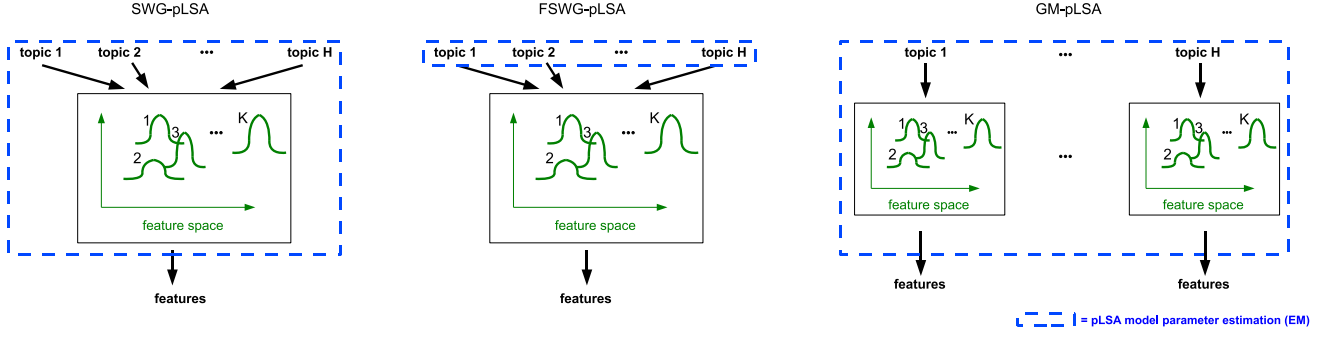 SWG-pLSA
topic 1 topic 2 ... topic H
1 2 3 ... K
feature space
features
FSWG-pLSA
topic 1 topic 2 ... topic H
1 2 3 ... K
feature space
features
GM-pLSA
topic 1 ... topic H
1 2 3 ... K
feature space
features
...
1 2 3 ... K
feature space
features
= pLSA model parameter estimation (EM)